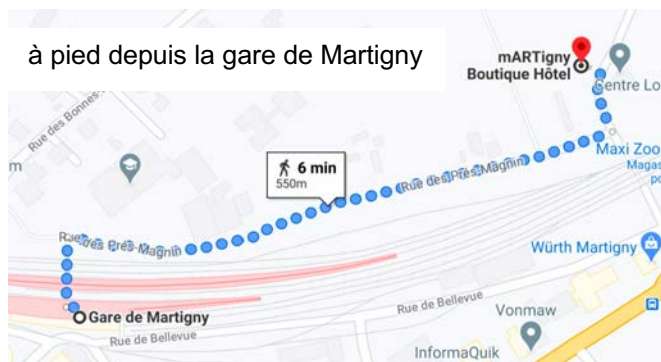 à pied depuis la gare de Martigny
mARTigny
Boutique Hôtel
Centre Lo
Rue des Bonnes-
m
Maxi Zoo
Magas
po
6 min
550m
Rue des Prés-Magnin
Rue des Prés-Magnin
Würth Martigny
Gare de Martigny
Rue de Bellevue
Rue de Bellevue
Vonmaw
InformaQuik